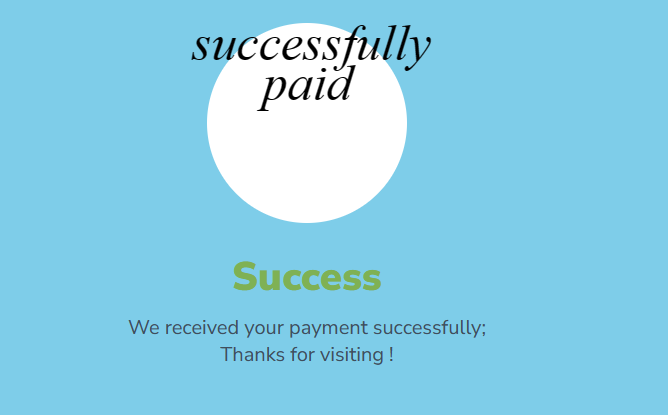 successfully
paid
Success
We received your payment successfully;
Thanks for visiting !